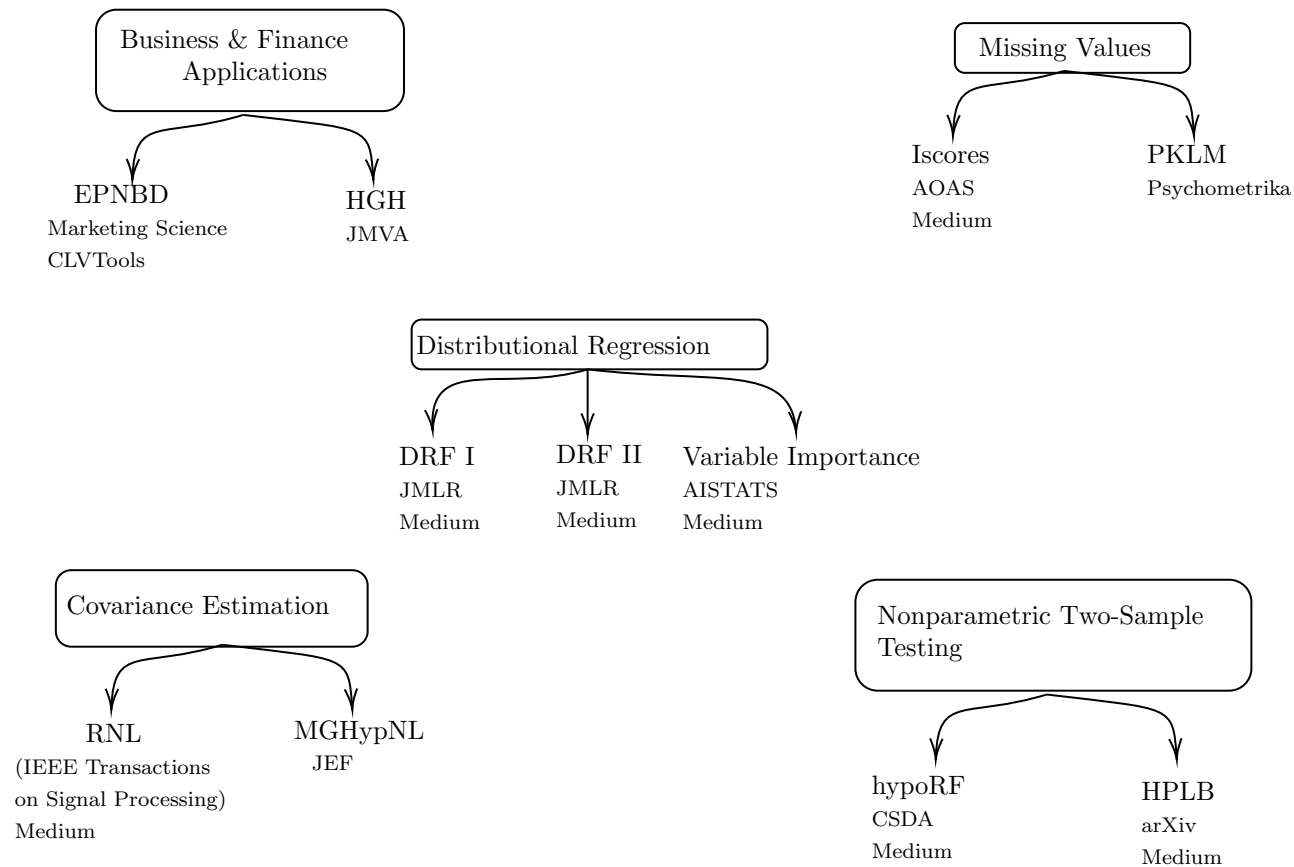 Business & Finance
Applications
EPNBD
Marketing Science
CLVTools
HGH
JMVA
Missing Values
Iscores
AOAS
Medium
PKLM
Psychometrika
Distributional Regression
DRF I
JMLR
Medium
DRF II
JMLR
Medium
Variable Importance
AISTATS
Medium
Covariance Estimation
RNL
(IEEE Transactions
on Signal Processing)
Medium
MGHypNL
JEF
Nonparametric Two-Sample
Testing
hypoRF
CSDA
Medium
HPLB
arXiv
Medium